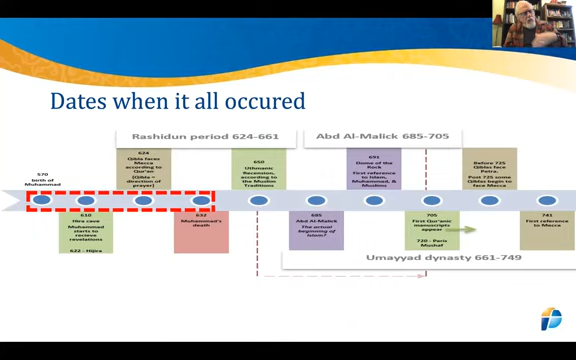 Dates when it all occured
Rashidun period 624-661
Abd Al-Malick 685-705
570
birth of
Muhammad
624
Qibla faces
Mecca
according to
Qur'an
(Qibla =
direction of
prayer)
650
Uthmanic
Recension,
according to
the Muslim
Traditions
691
Dome of the
Rock
First
reference to
Islam,
Muhammad,
& Muslims
Before 725
Some
Qiblas face
Petra.
Post 725 some
Qiblas begin to
face Mecca
610
Hira cave
Muhammad
starts to
recieve
revelations
622 - Hijira
632
Muhammad's
death
685
Abd Al-Malick
The actual
beginning of
Islam?
705
First Qur'anic
manuscripts
appear
720 - Paris
Mushaf
741
First reference
to Mecca
Umayyad dynasty 661-749